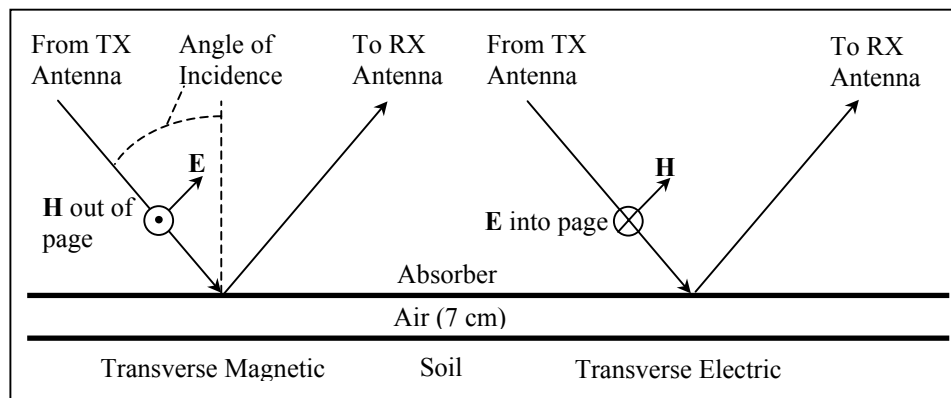 From TX
Antenna
Angle of
Incidence
To RX
Antenna
E
H out of
page
From TX
Antenna
To RX
Antenna
H
E into page
Absorber
Air (7 cm)
Transverse Magnetic
Soil
Transverse Electric